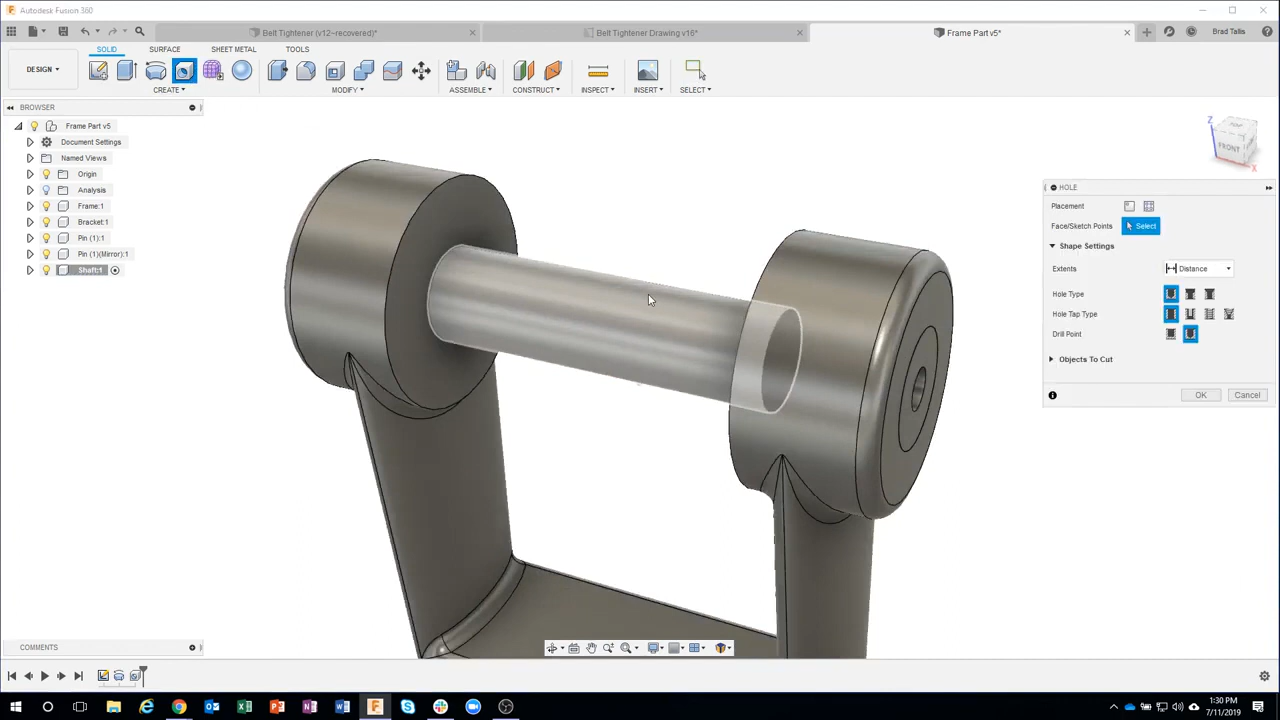 Autodesk Fusion 360
Belt Tightener (v12~recovered)*
Belt Tightener Drawing v16*
Frame Part v5*
Brad Tallis
SOLID
SURFACE
SHEET METAL
TOOLS
DESIGN
CREATE
MODIFY
ASSEMBLE
CONSTRUCT
INSPECT
INSERT
SELECT
BROWSER
Frame Part v5
Document Settings
Named Views
Origin
Analysis
Frame:1
Bracket:1
Pin (1):1
Pin (1)(Mirror):1
Shaft:1
TOP
FRONT
Z
X
HOLE
Placement
Face/Sketch Points
Select
Shape Settings
Extents
Distance
Hole Type
Hole Tap Type
Drill Point
Objects To Cut
OK
Cancel
COMMENTS
1:30 PM
7/11/2019